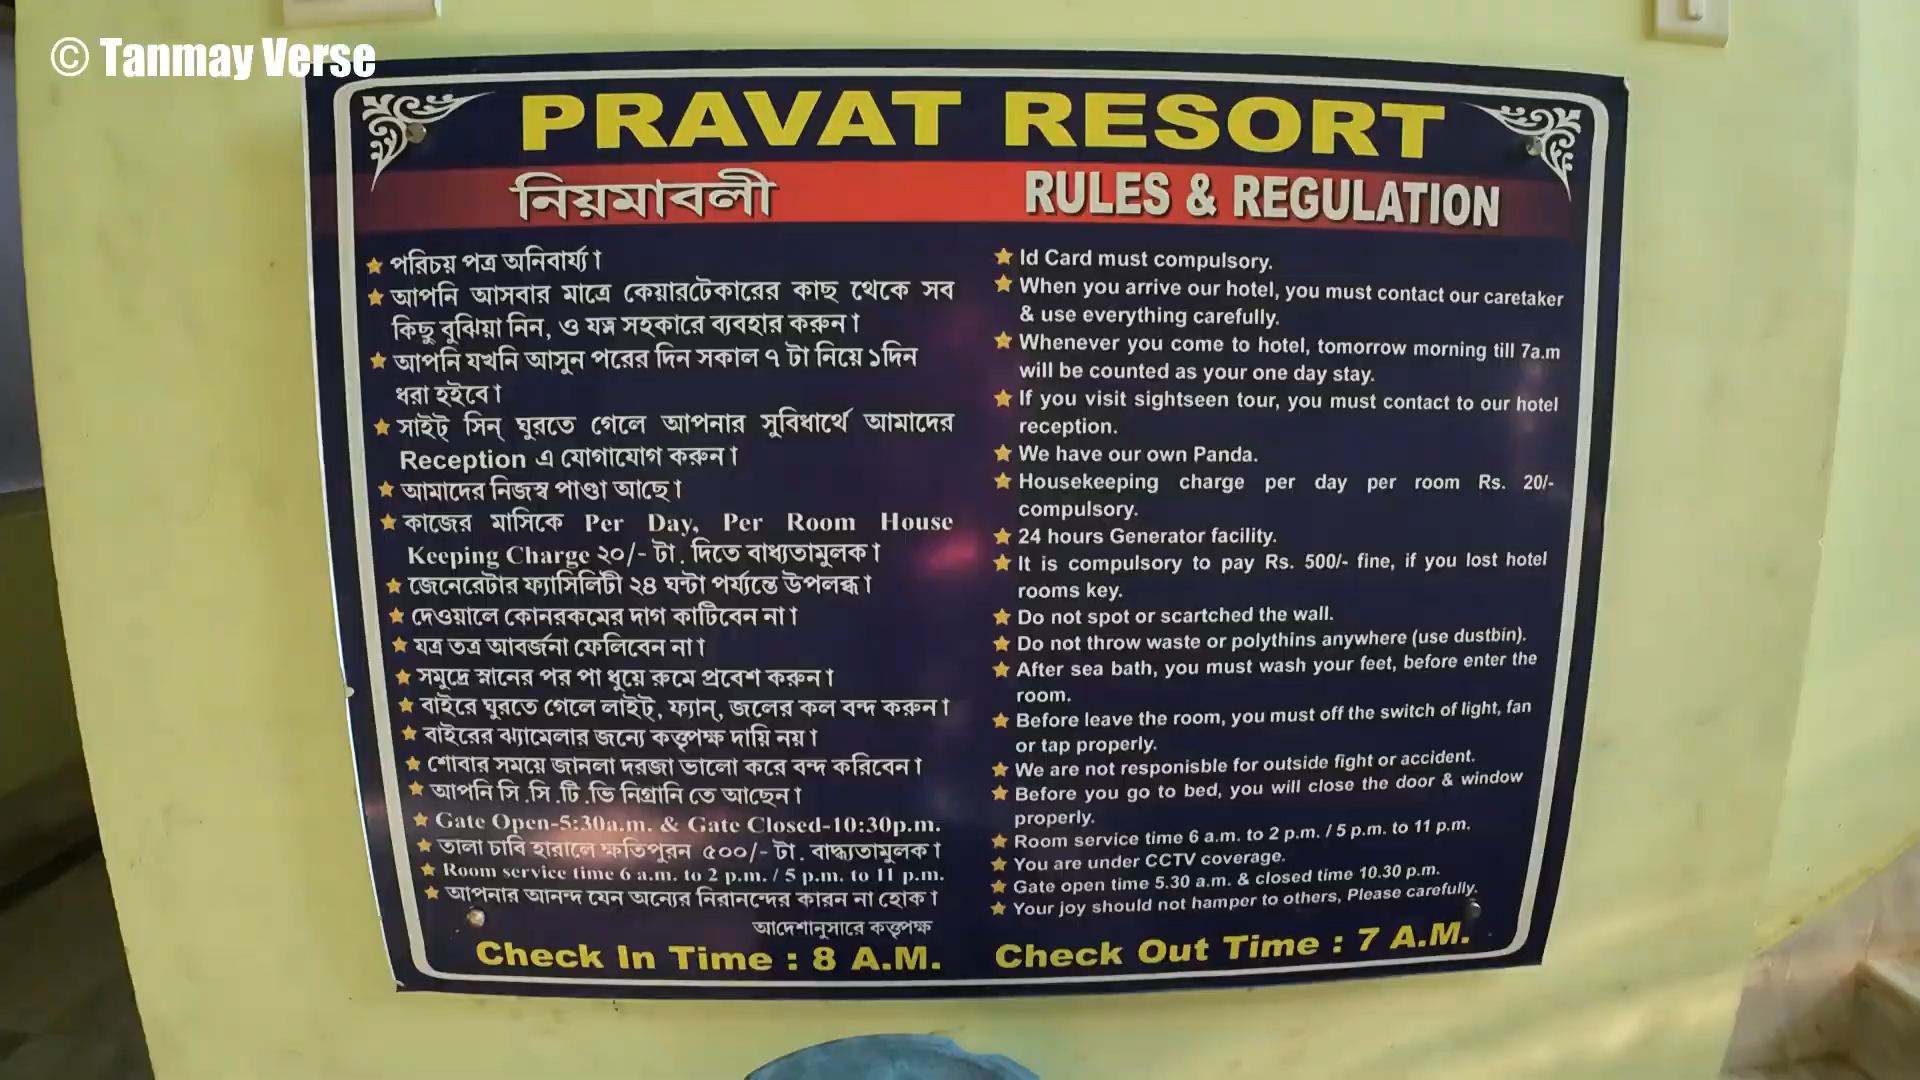 © Tanmay Verse
PRAVAT RESORT
নিয়মাবলী
পরিচয় পত্র অনিবার্য্য।
আপনি আসবার মাত্রে কেয়ারটেকারের কাছ থেকে সব
কিছু বুঝিয়া নিন, ও যত্ন সহকারে ব্যবহার করুন।
আপনি যখনি আসুন পরের দিন সকাল ৭ টা নিয়ে ১দিন
ধরা হইবে।
সাইট্ সিন্ ঘুরতে গেলে আপনার সুবিধার্থে আমাদের
Reception এ যোগাযোগ করুন।
আমাদের নিজস্ব পাণ্ডা আছে।
কাজের মাসিকে Per Day, Per Room House
Keeping Charge ২০/- টা. দিতে বাধ্যতামুলক।
জেনেরেটার ফ্যাসিলিটী ২৪ ঘন্টা পর্য্যন্তে উপলব্ধ।
দেওয়ালে কোনরকমের দাগ কাটিবেন না।
যত্র তত্র আবর্জনা ফেলিবেন না।
সমুদ্রে স্নানের পর পা ধুয়ে রুমে প্রবেশ করুন।
বাইরে ঘুরতে গেলে লাইট্, ফ্যান্, জলের কল বন্দ করুন।
বাইরের ঝ্যামেলার জন্যে কতৃপক্ষ দায়ি নয়।
শোবার সময়ে জানলা দরজা ভালো করে বন্দ করিবেন।
আপনি সি.সি.টি.ভি নিগ্রানি তে আছেন।
Gate Open-5:30a.m. & Gate Closed-10:30p.m.
তালা চাবি হারালে ক্ষতিপুরন ৫০০/- টা. বাদ্ধ্যতামুলক।
Room service time 6 a.m. to 2 p.m. / 5 p.m. to 11 p.m.
আপনার আনন্দ যেন অন্যের নিরানন্দের কারন না হোক।
আদেশানুসারে কতৃপক্ষ
Check In Time : 8 A.M.
RULES & REGULATION
Id Card must compulsory.
When you arrive our hotel, you must contact our caretaker
& use everything carefully.
Whenever you come to hotel, tomorrow morning till 7a.m
will be counted as your one day stay.
If you visit sightseen tour, you must contact to our hotel
reception.
We have our own Panda.
Housekeeping charge per day per room Rs. 20/-
compulsory.
24 hours Generator facility.
It is compulsory to pay Rs. 500/- fine, if you lost hotel
rooms key.
Do not spot or scartched the wall.
Do not throw waste or polythins anywhere (use dustbin).
After sea bath, you must wash your feet, before enter the
room.
Before leave the room, you must off the switch of light, fan
or tap properly.
We are not responisble for outside fight or accident.
Before you go to bed, you will close the door & window
properly.
Room service time 6 a.m. to 2 p.m. / 5 p.m. to 11 p.m.
You are under CCTV coverage.
Gate open time 5.30 a.m. & closed time 10.30 p.m.
Your joy should not hamper to others, Please carefully.
Check Out Time : 7 A.M.